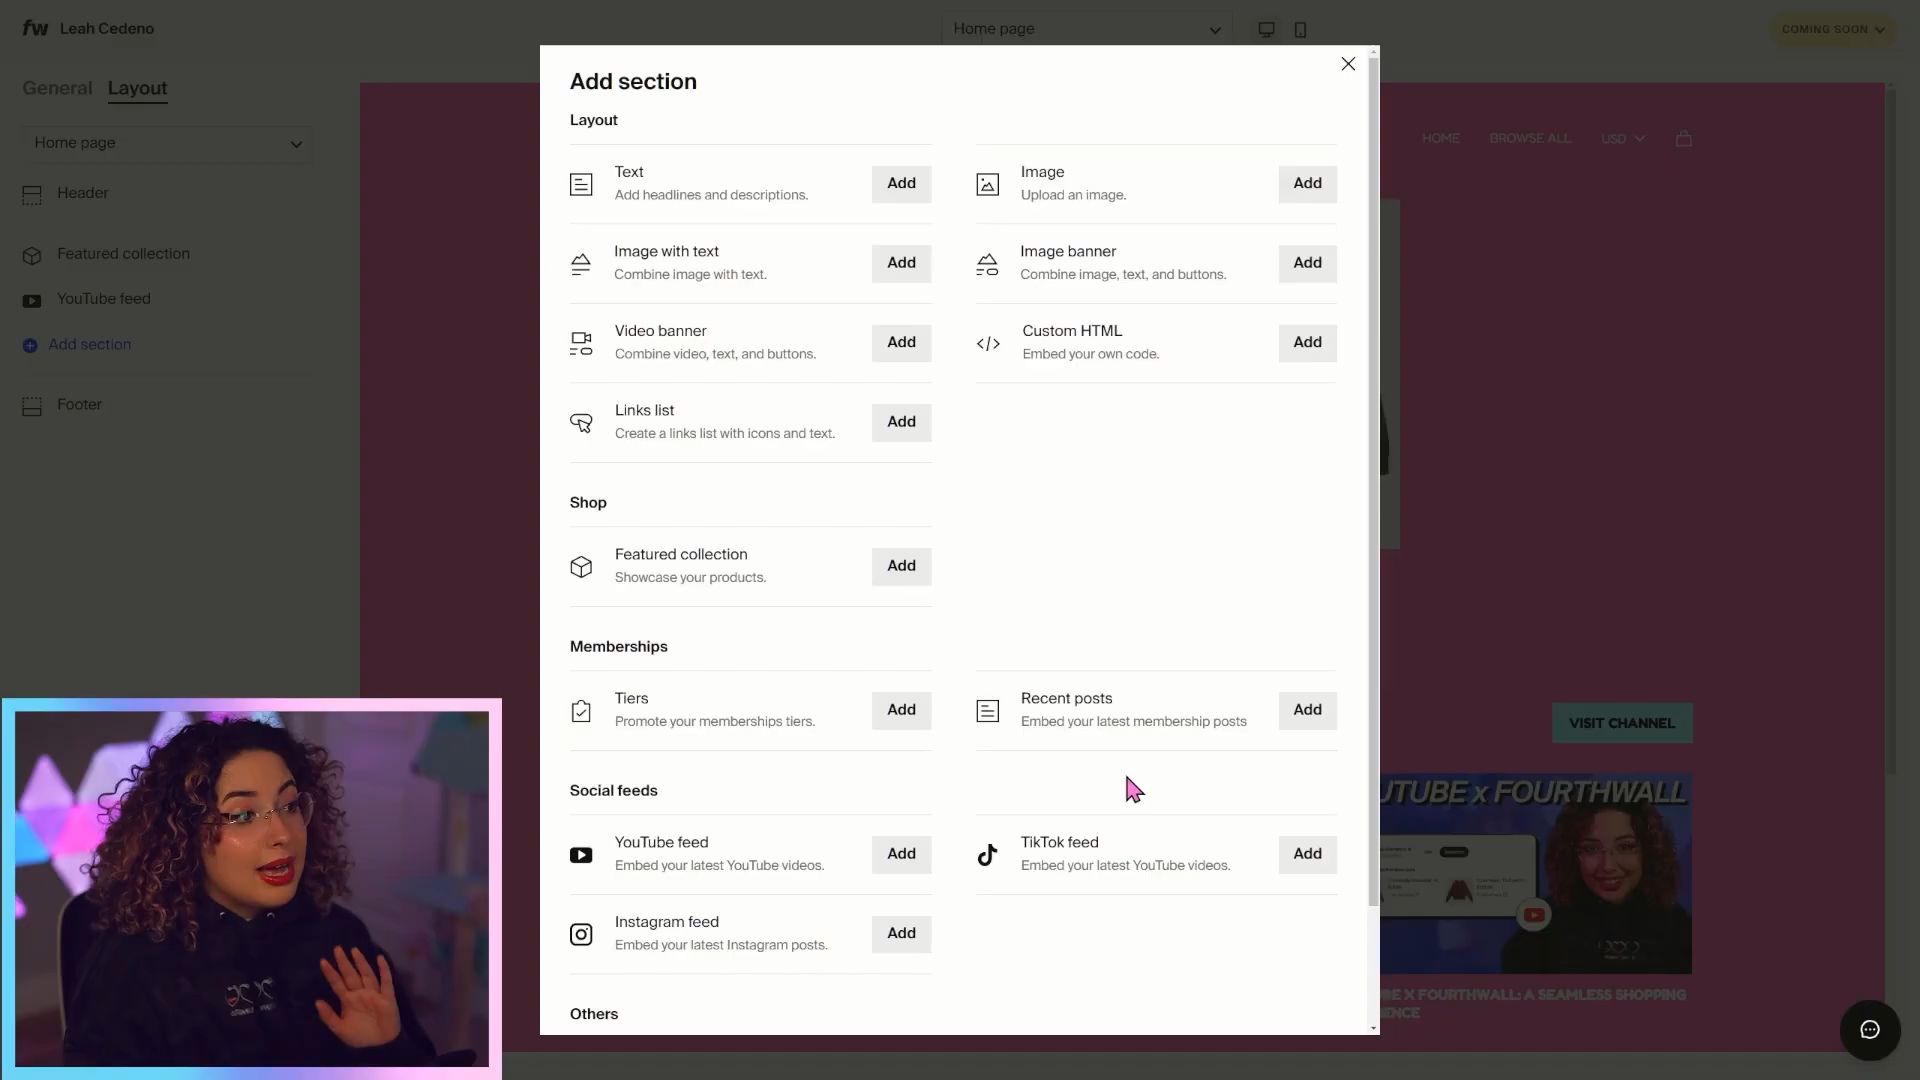 fw Leah Cedeno
Home page
COMING SOON
General Layout
Home page
Header
Featured collection
YouTube feed
Add section
Footer
Add section
Layout
Text
Add headlines and descriptions.
Add
Image
Upload an image.
Add
Image with text
Combine image with text.
Add
Image banner
Combine image, text, and buttons.
Add
Video banner
Combine video, text, and buttons.
Add
Custom HTML
Embed your own code.
Add
Links list
Create a links list with icons and text.
Add
Shop
Featured collection
Showcase your products.
Add
Memberships
Tiers
Promote your memberships tiers.
Add
Recent posts
Embed your latest membership posts
Add
Social feeds
YouTube feed
Embed your latest YouTube videos.
Add
TikTok feed
Embed your latest YouTube videos.
Add
Instagram feed
Embed your latest Instagram posts.
Add
Others
HOME BROWSE ALL USD
VISIT CHANNEL
UTUBE x FOURTHWALL
BE X FOURTHWALL: A SEAMLESS SHOPPING
IENCE